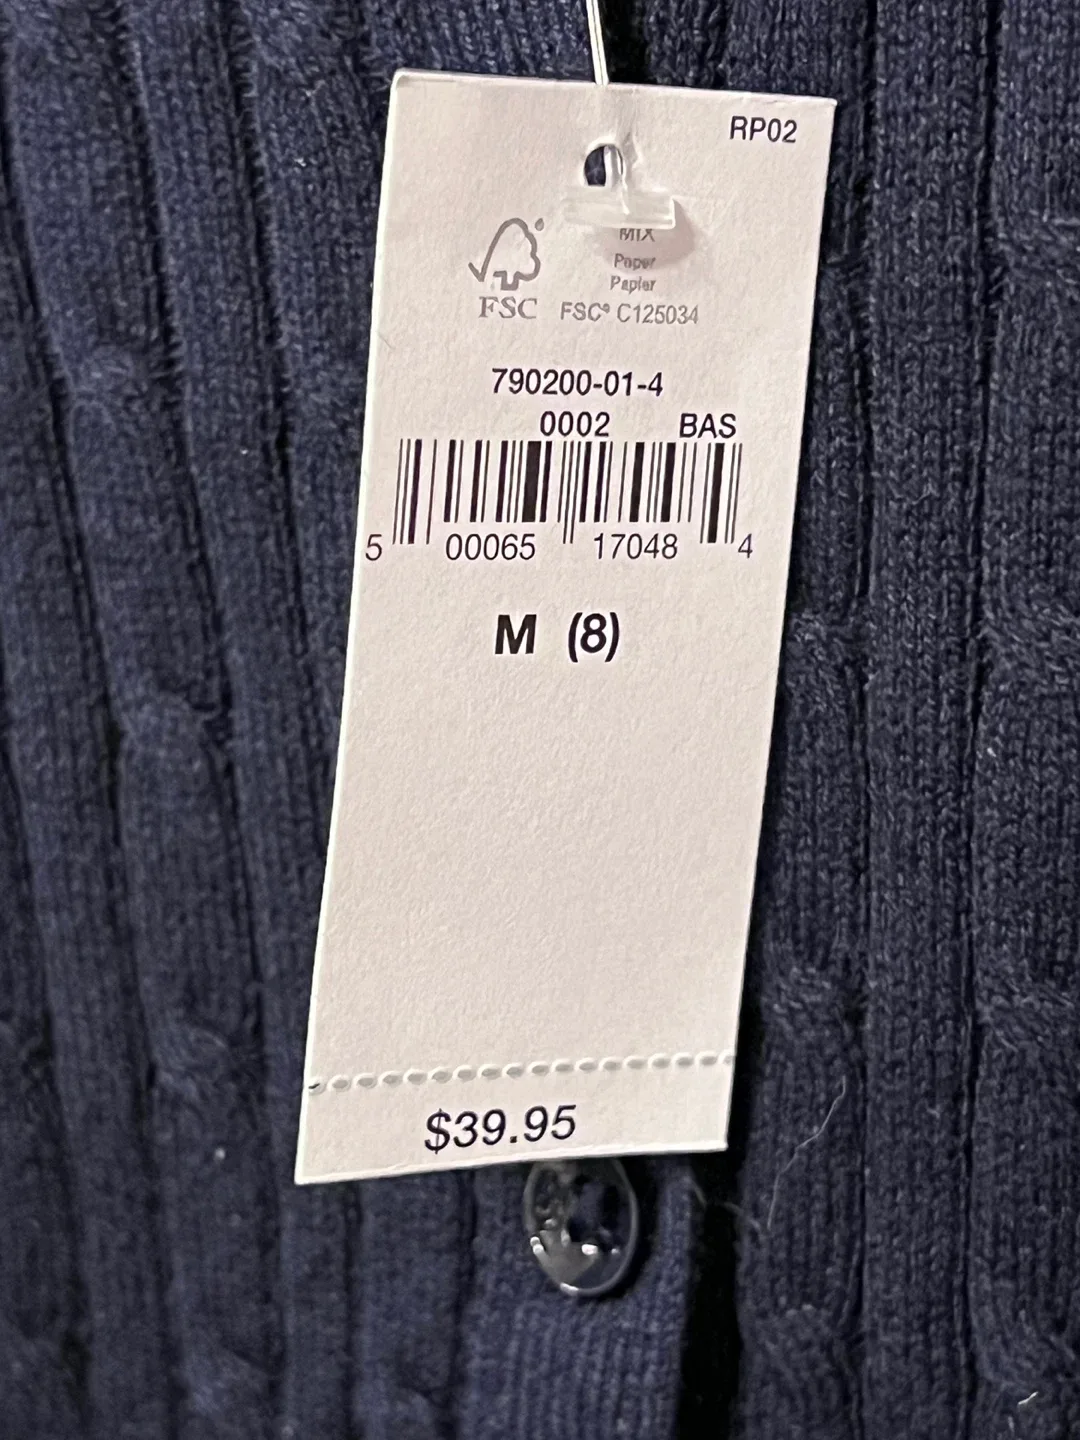 RP02
MIX
Paper
Papier
FSC FSC® C125034
790200-01-4
0002 BAS
5 00065 17048 4
M (8)
$39.95